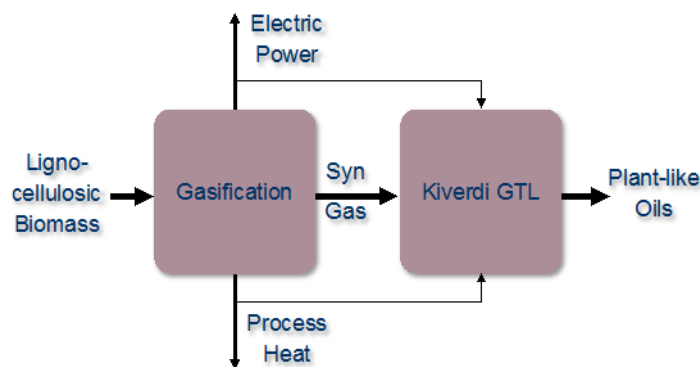 Electric
Power
Ligno-
cellulosic
Biomass
Gasification
Syn
Gas
Kiverdi GTL
Plant-like
Oils
Process
Heat